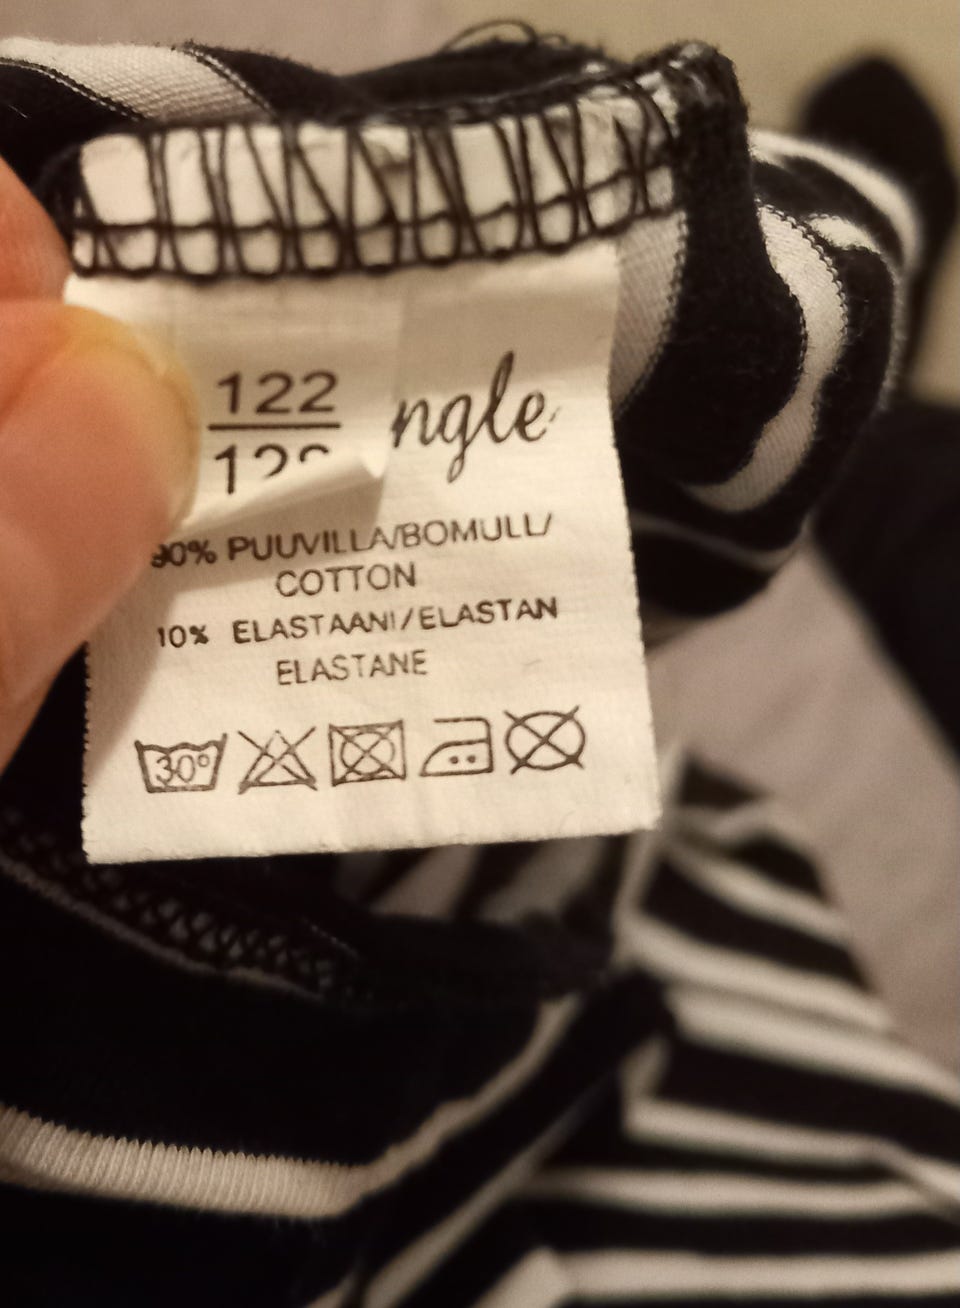 122
ngle
90% PUUVILLA/BOMULL/
COTTON
10% ELASTAANI/ELASTAN
ELASTANE
30°